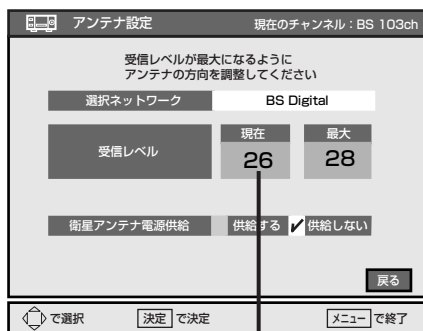 アンテナ設定 現在のチャンネル：BS 103ch
受信レベルが最大になるように
アンテナの方向を調整してください
選択ネットワーク BS Digital
受信レベル 現在 最大
26 28
衛星アンテナ電源供給 供給する ✔ 供給しない
戻る
で選択 決定 で決定 メニュー で終了